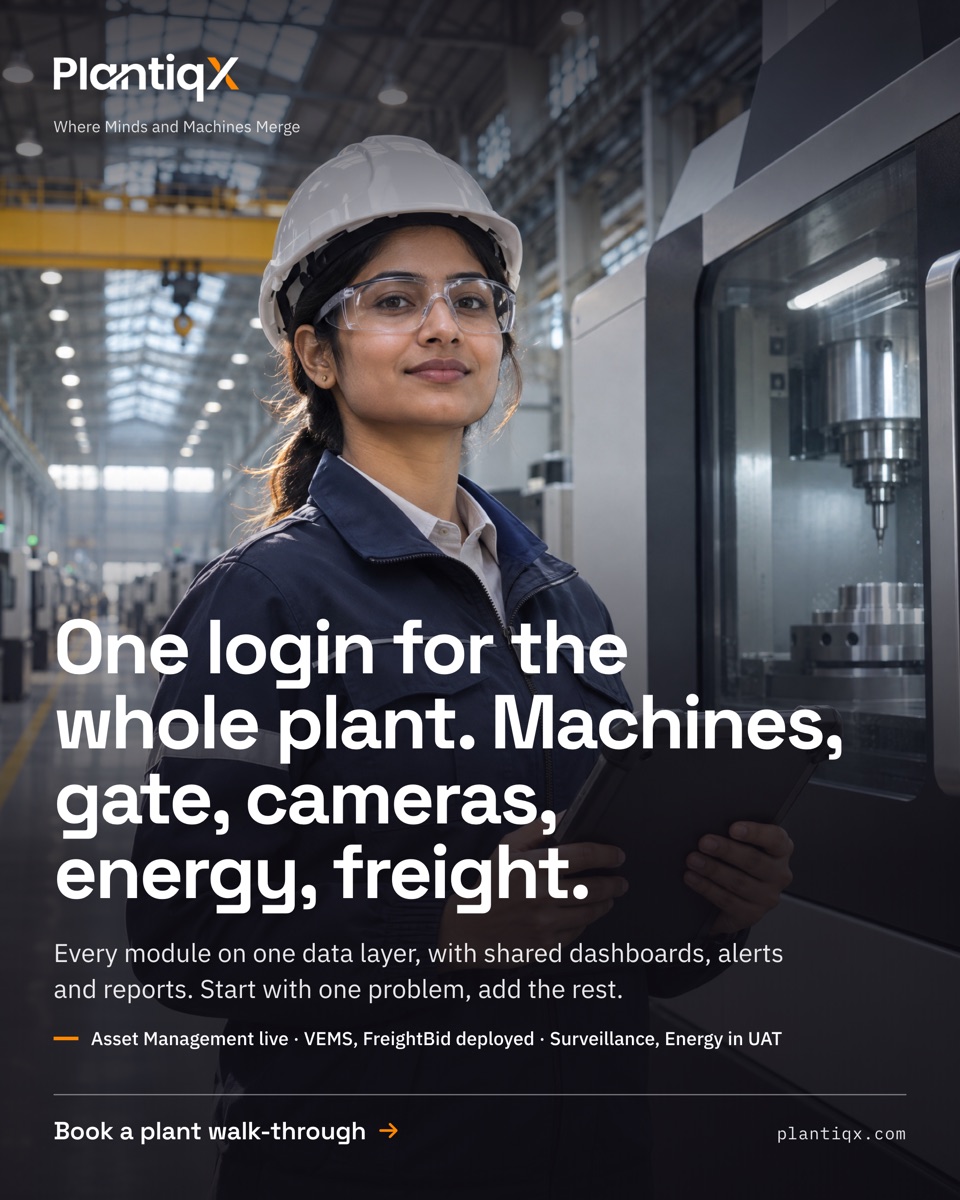 PlantiqX
Where Minds and Machines Merge
One login for the
whole plant. Machines,
gate, cameras,
energy, freight.
Every module on one data layer, with shared dashboards, alerts
and reports. Start with one problem, add the rest.
Asset Management live · VEMS, FreightBid deployed · Surveillance, Energy in UAT
Book a plant walk-through →
plantiqx.com